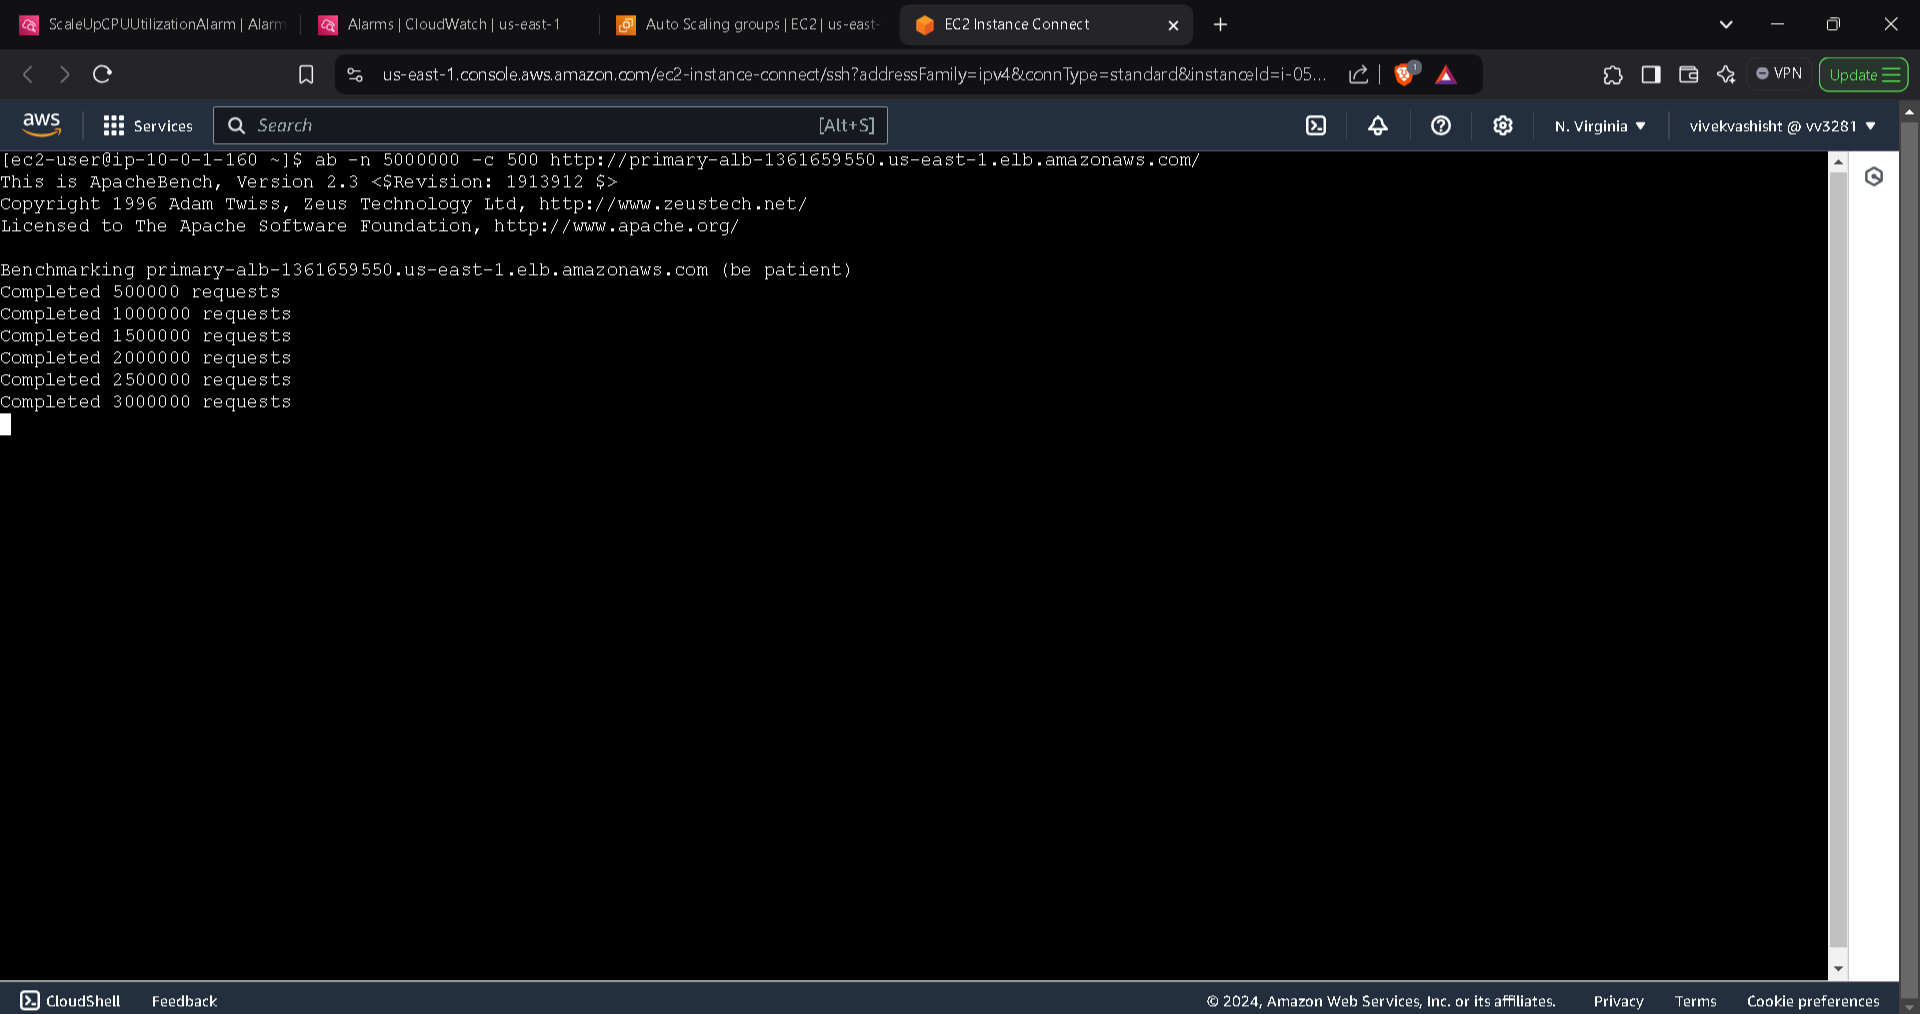 ScaleUpCPUUtilizationAlarm | Alarm
Alarms | CloudWatch | us-east-1
Auto Scaling groups | EC2 | us-east-
EC2 Instance Connect
us-east-1.console.aws.amazon.com/ec2-instance-connect/ssh?addressFamily=ipv4&connType=standard&instanceId=i-05...
1
VPN
Update
aws
Services
Search
[Alt+S]
N. Virginia
vivekvashisht @ vv3281
[ec2-user@ip-10-0-1-160 ~]$ ab -n 5000000 -c 500 http://primary-alb-1361659550.us-east-1.elb.amazonaws.com/
This is ApacheBench, Version 2.3 <$Revision: 1913912 $>
Copyright 1996 Adam Twiss, Zeus Technology Ltd, http://www.zeustech.net/
Licensed to The Apache Software Foundation, http://www.apache.org/
Benchmarking primary-alb-1361659550.us-east-1.elb.amazonaws.com (be patient)
Completed 500000 requests
Completed 1000000 requests
Completed 1500000 requests
Completed 2000000 requests
Completed 2500000 requests
Completed 3000000 requests
CloudShell
Feedback
© 2024, Amazon Web Services, Inc. or its affiliates.
Privacy
Terms
Cookie preferences